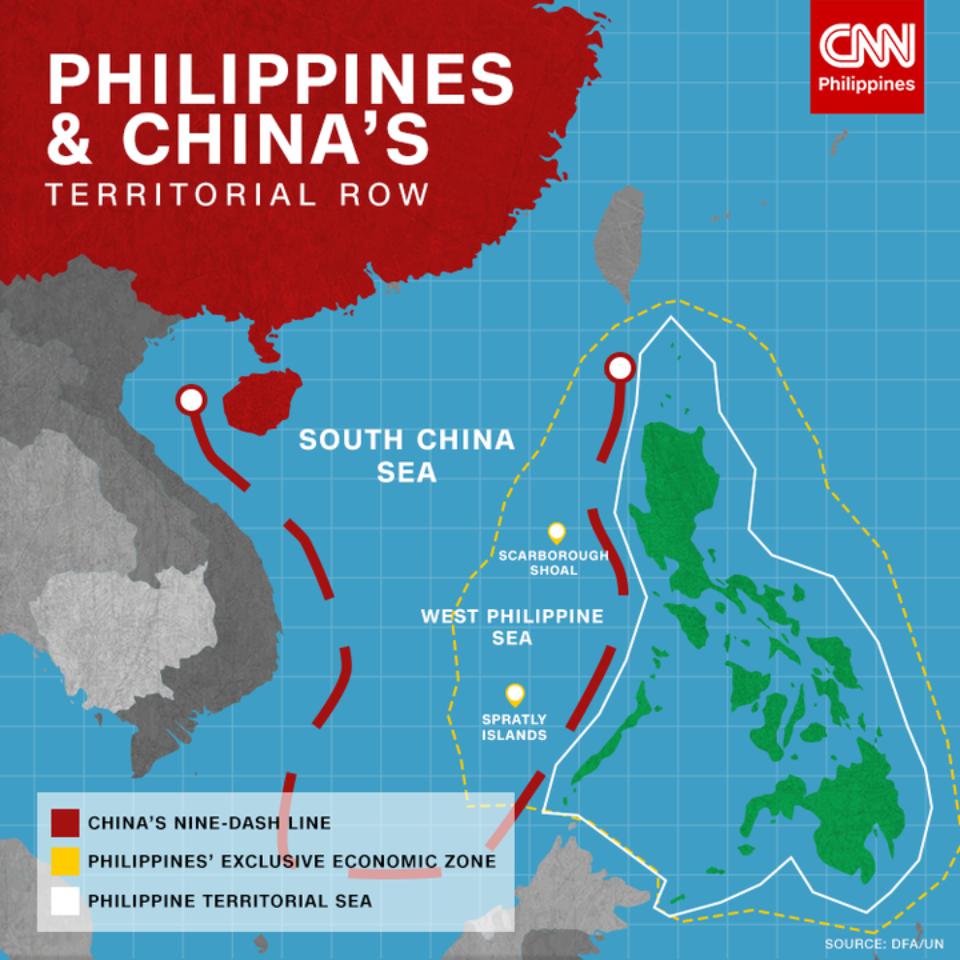 PHILIPPINES
& CHINA'S
TERRITORIAL ROW
CNN
Philippines
SOUTH CHINA
SEA
SCARBOROUGH
SHOAL
WEST PHILIPPINE
SEA
SPRATLY
ISLANDS
CHINA'S NINE-DASH LINE
PHILIPPINES' EXCLUSIVE ECONOMIC ZONE
PHILIPPINE TERRITORIAL SEA
SOURCE: DFA/UN